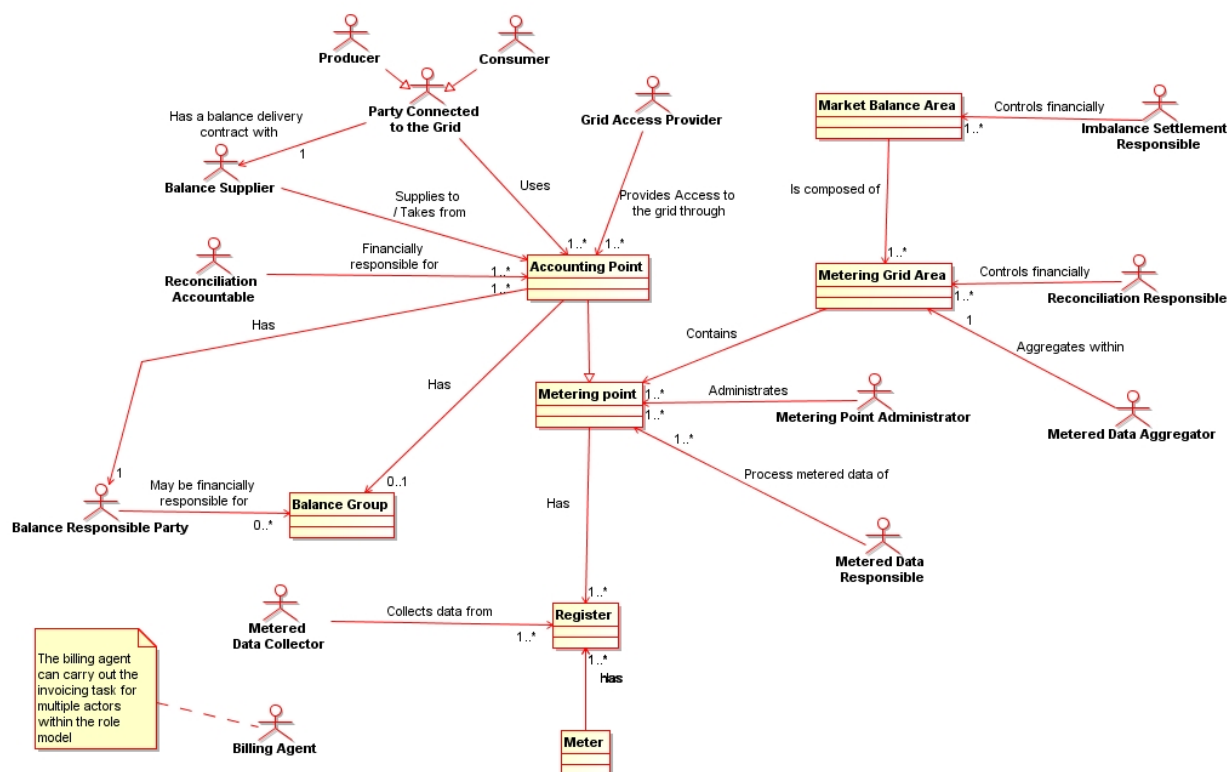 Producer
Consumer
Party Connected
to the Grid
Has a balance delivery
contract with
1
Balance Supplier
Grid Access Provider
Market Balance Area
Controls financially
1..*
Imbalance Settlement
Responsible
Uses
Supplies to
/ Takes from
Provides Access to
the grid through
Is composed of
1..*
1..*
1..*
Reconciliation
Accountable
Financially
responsible for
1..*
1..*
Accounting Point
Metering Grid Area
Controls financially
1..*
Reconciliation Responsible
1
Aggregates within
Metered Data Aggregator
Has
Has
Contains
Metering point
1..*
1..*
Administrates
Metering Point Administrator
1..*
Process metered data of
Metered Data
Responsible
1
Balance Responsible Party
May be financially
responsible for
0..*
0..1
Balance Group
Has
1..*
Metered
Data Collector
Collects data from
1..*
Register
1..*
Has
Meter
The billing agent
can carry out the
invoicing task for
multiple actors
within the role
model
Billing Agent